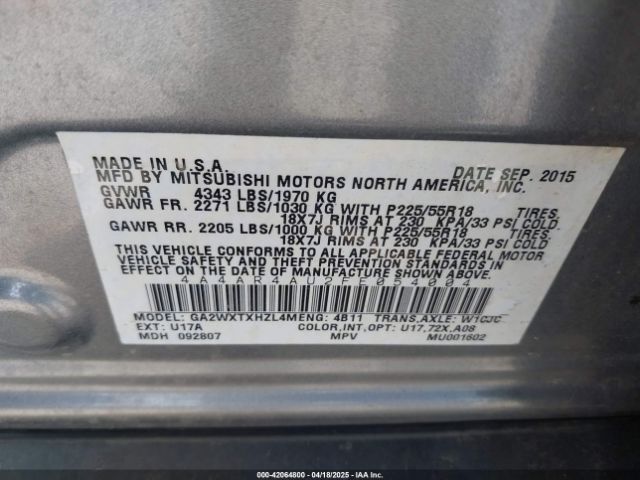 MADE IN U.S.A. DATE SEP. 2015
MFD BY MITSUBISHI MOTORS NORTH AMERICA, INC.
GVWR 4343 LBS/1970 KG
GAWR FR. 2271 LBS/1030 KG WITH P225/55R18 TIRES,
18X7J RIMS AT 230 KPA/33 PSI COLD
GAWR RR. 2205 LBS/1000 KG WITH P225/55R18 TIRES,
18X7J RIMS AT 230 KPA/33 PSI COLD
THIS VEHICLE CONFORMS TO ALL APPLICABLE FEDERAL MOTOR
VEHICLE SAFETY AND THEFT PREVENTION STANDARDS IN
EFFECT ON THE DATE OF MANUFACTURE SHOWN ABOVE.
4A4AR4AU2FE054004
MODEL: GA2WXTXHZL4M ENG: 4B11 TRANS,AXLE: W1CJC
EXT: U17A COLOR,INT,OPT: U17,72X,A08
MDH 092807 MPV MU001602
000-42064800 - 04/18/2025 - IAA Inc.